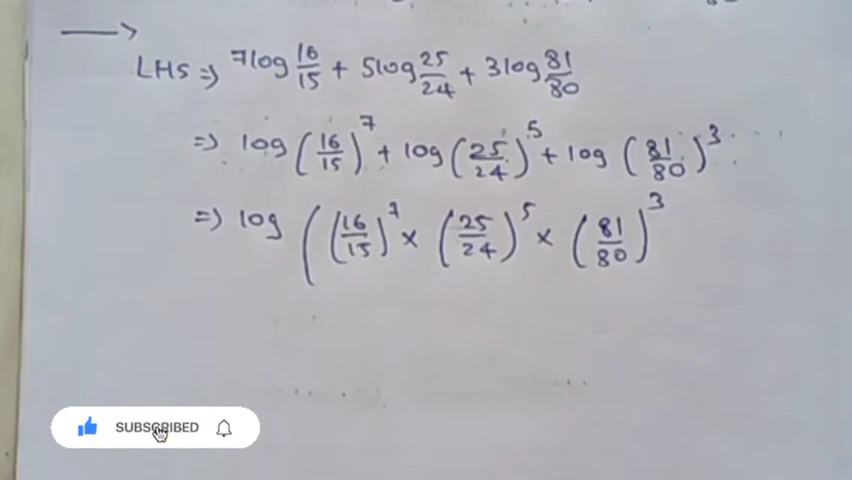 LHS => 7log 16/15 + 5log 25/24 + 3log 81/80
=> log (16/15)^7 + log (25/24)^5 + log (81/80)^3
=> log ((16/15)^7 × (25/24)^5 × (81/80)^3
SUBSCRIBED